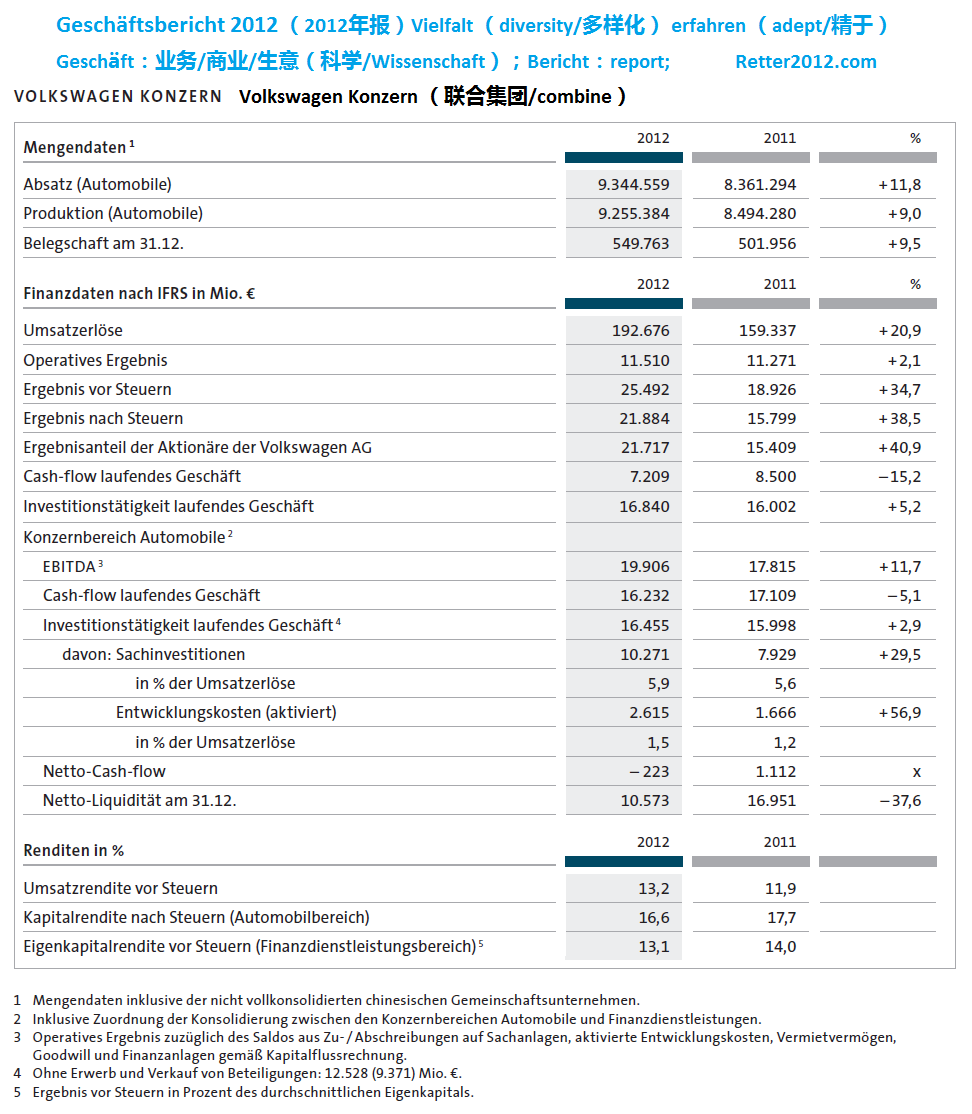 Geschäftsbericht 2012（2012年报）Vielfalt（diversity/多样化） erfahren（adept/精于）
Geschäft：业务/商业/生意（科学/Wissenschaft）；Bericht：report; Retter2012.com
VOLKSWAGEN KONZERN Volkswagen Konzern（联合集团/combine）
Mengendaten 1 2012 2011 %
Absatz (Automobile) 9.344.559 8.361.294 +11,8
Produktion (Automobile) 9.255.384 8.494.280 +9,0
Belegschaft am 31.12. 549.763 501.956 +9,5
Finanzdaten nach IFRS in Mio. € 2012 2011 %
Umsatzerlöse 192.676 159.337 +20,9
Operatives Ergebnis 11.510 11.271 +2,1
Ergebnis vor Steuern 25.492 18.926 +34,7
Ergebnis nach Steuern 21.884 15.799 +38,5
Ergebnisanteil der Aktionäre der Volkswagen AG 21.717 15.409 +40,9
Cash-flow laufendes Geschäft 7.209 8.500 –15,2
Investitionstätigkeit laufendes Geschäft 16.840 16.002 +5,2
Konzernbereich Automobile 2
EBITDA 3 19.906 17.815 +11,7
Cash-flow laufendes Geschäft 16.232 17.109 –5,1
Investitionstätigkeit laufendes Geschäft 4 16.455 15.998 +2,9
davon: Sachinvestitionen 10.271 7.929 +29,5
in % der Umsatzerlöse 5,9 5,6
Entwicklungskosten (aktiviert) 2.615 1.666 +56,9
in % der Umsatzerlöse 1,5 1,2
Netto-Cash-flow –223 1.112 x
Netto-Liquidität am 31.12. 10.573 16.951 –37,6
Renditen in % 2012 2011
Umsatzrendite vor Steuern 13,2 11,9
Kapitalrendite nach Steuern (Automobilbereich) 16,6 17,7
Eigenkapitalrendite vor Steuern (Finanzdienstleistungsbereich) 5 13,1 14,0
1 Mengendaten inklusive der nicht vollkonsolidierten chinesischen Gemeinschaftsunternehmen.
2 Inklusive Zuordnung der Konsolidierung zwischen den Konzernbereichen Automobile und Finanzdienstleistungen.
3 Operatives Ergebnis zuzüglich des Saldos aus Zu-/Abschreibungen auf Sachanlagen, aktivierte Entwicklungskosten, Vermietvermögen,
Goodwill und Finanzanlagen gemäß Kapitalflussrechnung.
4 Ohne Erwerb und Verkauf von Beteiligungen: 12.528 (9.371) Mio. €.
5 Ergebnis vor Steuern in Prozent des durchschnittlichen Eigenkapitals.